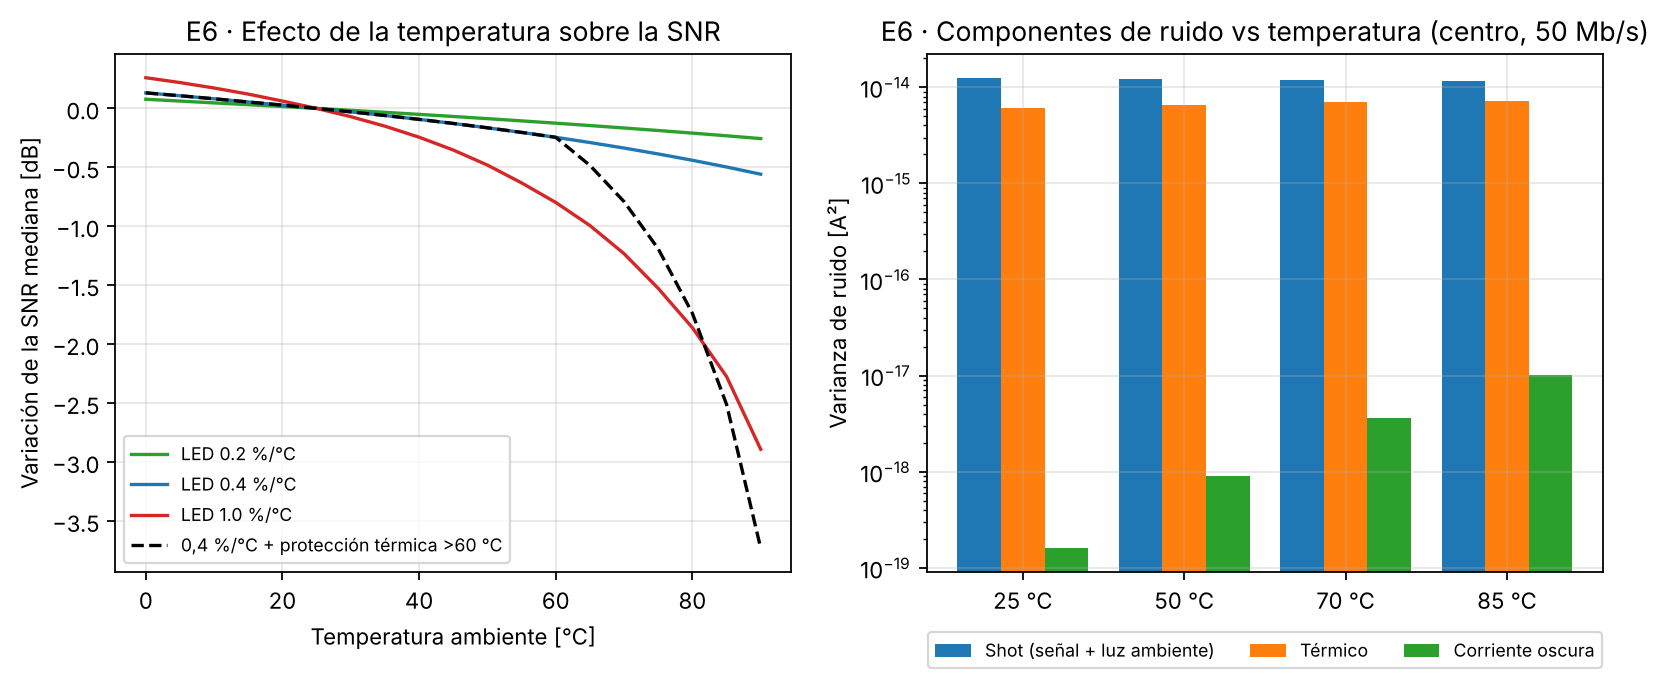 E6 · Efecto de la temperatura sobre la SNR
Variación de la SNR mediana [dB]
0.0
−0.5
−1.0
−1.5
−2.0
−2.5
−3.0
−3.5
LED 0.2 %/°C
LED 0.4 %/°C
LED 1.0 %/°C
0,4 %/°C + protección térmica >60 °C
0 20 40 60 80
Temperatura ambiente [°C]
E6 · Componentes de ruido vs temperatura (centro, 50 Mb/s)
Varianza de ruido [A²]
10⁻¹⁴
10⁻¹⁵
10⁻¹⁶
10⁻¹⁷
10⁻¹⁸
10⁻¹⁹
25 °C 50 °C 70 °C 85 °C
Shot (señal + luz ambiente) Térmico Corriente oscura